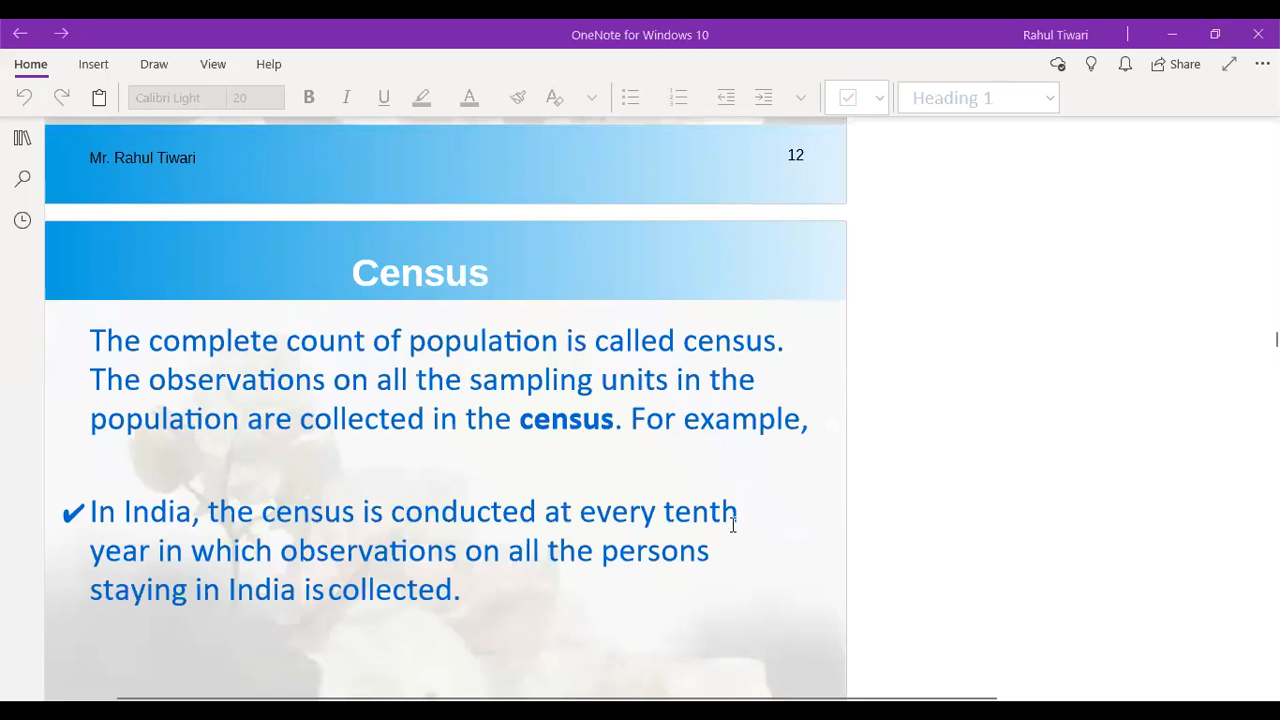 OneNote for Windows 10
Rahul Tiwari
Home Insert Draw View Help
Share
Calibri Light 20 B I U A Heading 1
Mr. Rahul Tiwari 12
Census
The complete count of population is called census.
The observations on all the sampling units in the
population are collected in the census. For example,
✔In India, the census is conducted at every tenth
year in which observations on all the persons
staying in India is collected.